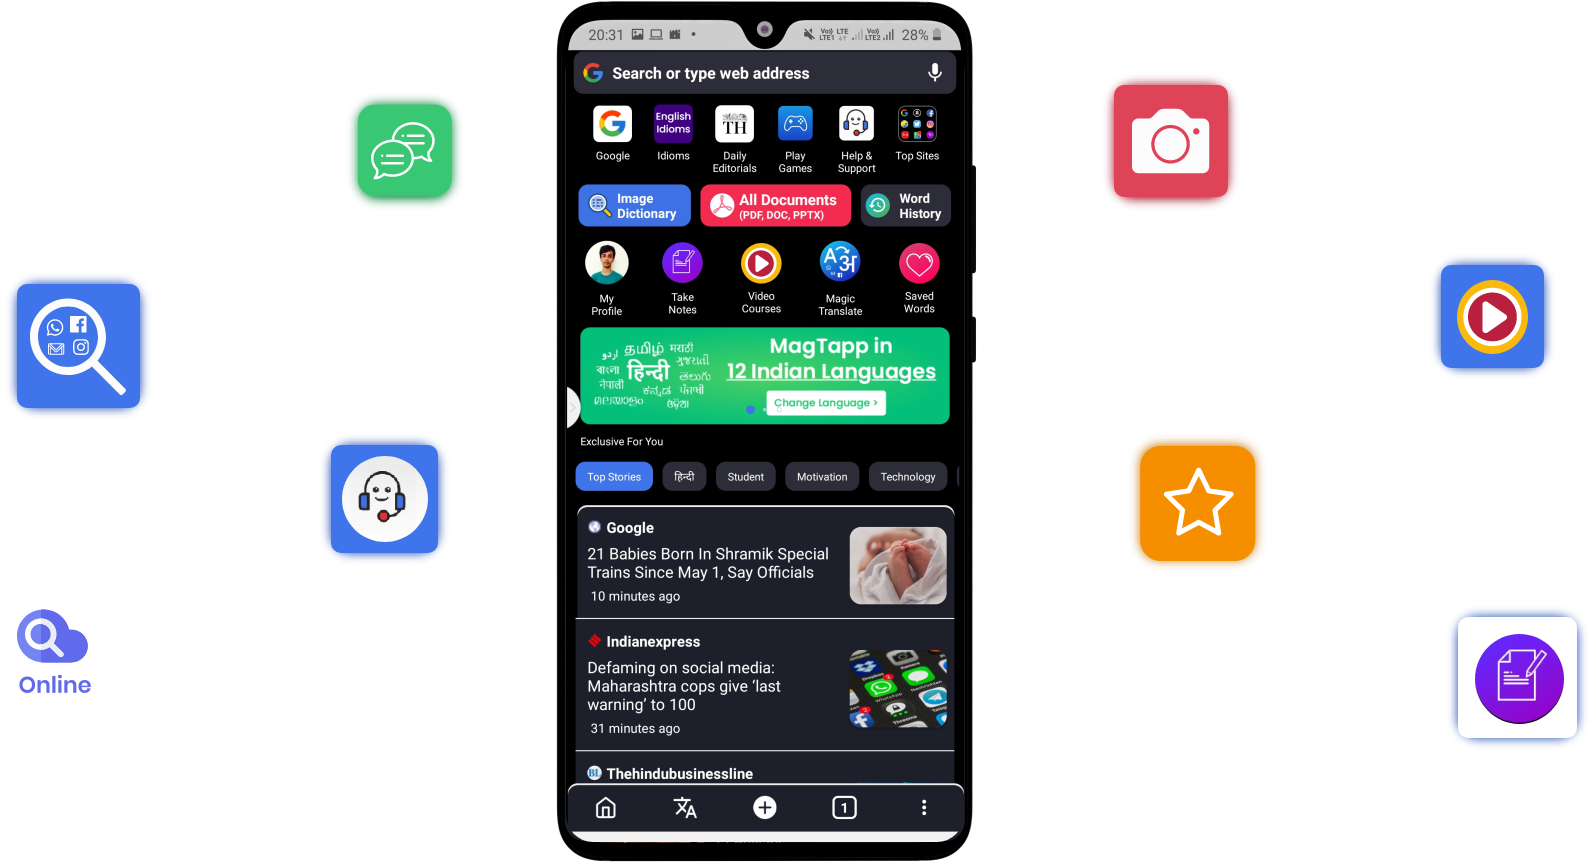 20:31
28%
Search or type web address
English
Idioms
TH
Google
Idioms
Daily
Editorials
Play
Games
Help &
Support
Top Sites
Image
Dictionary
All Documents
(PDF, DOC, PPTX)
Word
History
My
Profile
Take
Notes
Video
Courses
Magic
Translate
Saved
Words
اردو
தமிழ்
मराठी
বাংলা
हिन्दी
ગુજરાતી
नेपाली
తెలుగు
ಕನ್ನಡ
ਪੰਜਾਬੀ
മലയാളം
ଓଡ଼ିଆ
MagTapp in
12 Indian Languages
Change Language >
Exclusive For You
Top Stories
हिन्दी
Student
Motivation
Technology
Google
21 Babies Born In Shramik Special
Trains Since May 1, Say Officials
10 minutes ago
Indianexpress
Defaming on social media:
Maharashtra cops give ‘last
warning’ to 100
31 minutes ago
BL
Thehindubusinessline
1
Online